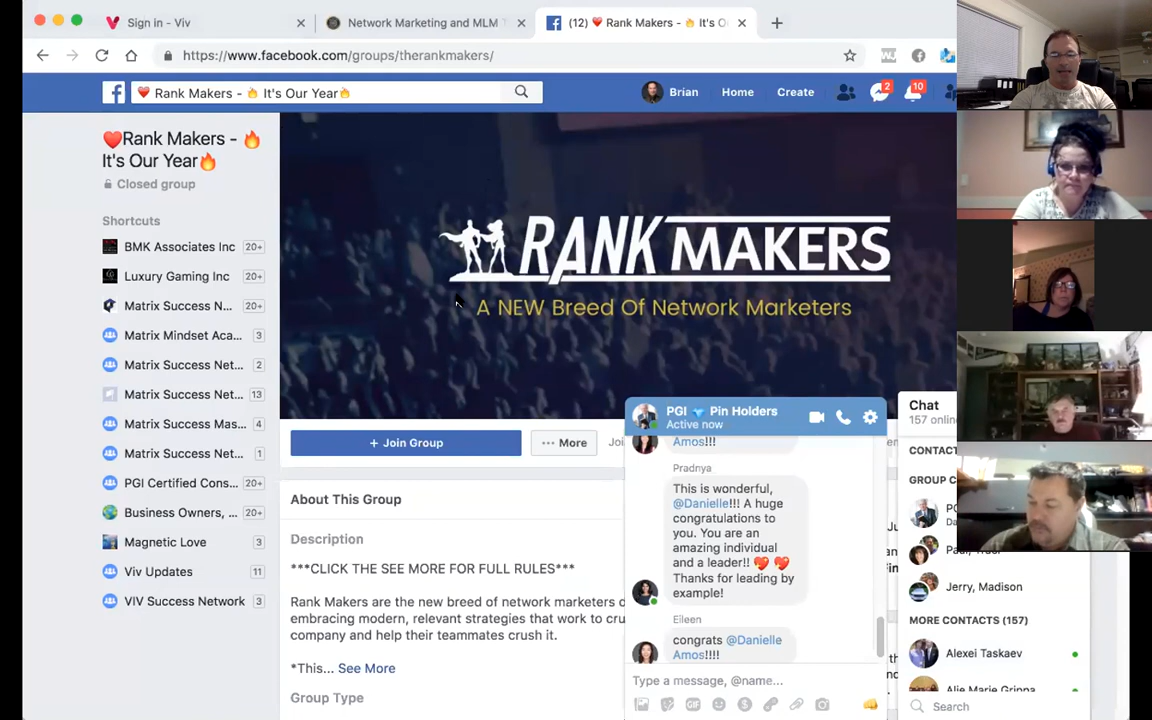 Sign in - Viv
Network Marketing and MLM T
(12) ❤️ Rank Makers - 🔥 It's O
https://www.facebook.com/groups/therankmakers/
❤️ Rank Makers - 🔥 It's Our Year🔥
Brian
Home
Create
2
10
❤️Rank Makers - 🔥
It's Our Year🔥
Closed group
Shortcuts
BMK Associates Inc 20+
Luxury Gaming Inc 20+
Matrix Success N... 20+
Matrix Mindset Aca... 3
Matrix Success Net... 2
Matrix Success Net... 13
Matrix Success Mas... 4
Matrix Success Net... 1
PGI Certified Cons... 20+
Business Owners, ... 20+
Magnetic Love 3
Viv Updates 11
VIV Success Network 3
RANK MAKERS
A NEW Breed Of Network Marketers
+ Join Group
··· More
Joi
About This Group
Description
***CLICK THE SEE MORE FOR FULL RULES***
Rank Makers are the new breed of network marketers d
embracing modern, relevant strategies that work to cru
company and help their teammates crush it.
*This... See More
Group Type
PGI 💎 Pin Holders
Active now
Amos!!!
Pradnya
This is wonderful,
@Danielle!!! A huge
congratulations to
you. You are an
amazing individual
and a leader!! ❤️ ❤️
Thanks for leading by
example!
Eileen
congrats @Danielle
Amos!!!!
Type a message, @name...
GIF
Chat
157 onlin
CONTAC
GROUP C
Jerry, Madison
MORE CONTACTS (157)
Alexei Taskaev
Alie Marie Grippa
Search